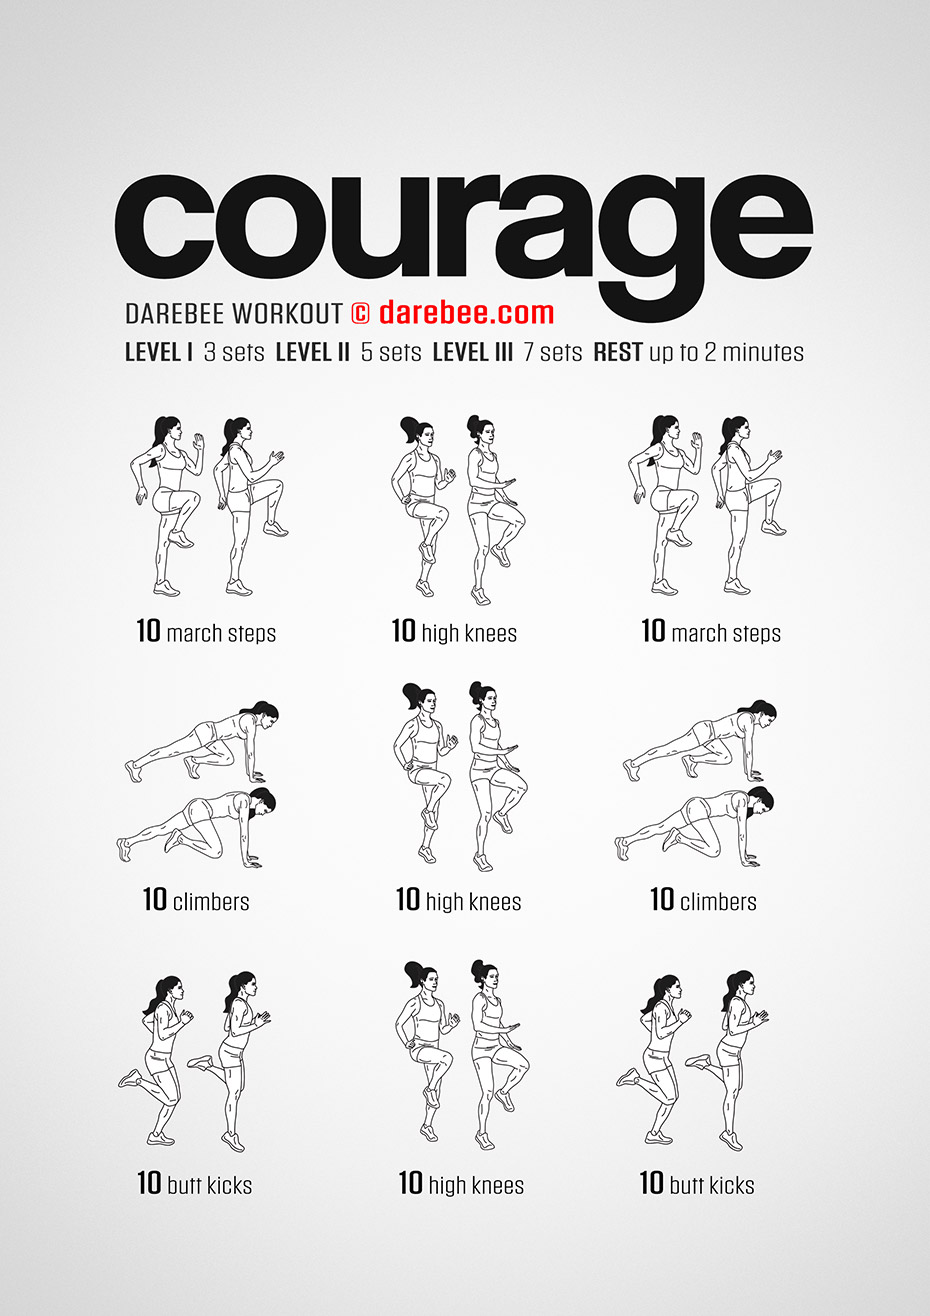 courage
DAREBEE WORKOUT © darebee.com
LEVEL I 3 sets LEVEL II 5 sets LEVEL III 7 sets REST up to 2 minutes
10 march steps
10 high knees
10 march steps
10 climbers
10 high knees
10 climbers
10 butt kicks
10 high knees
10 butt kicks